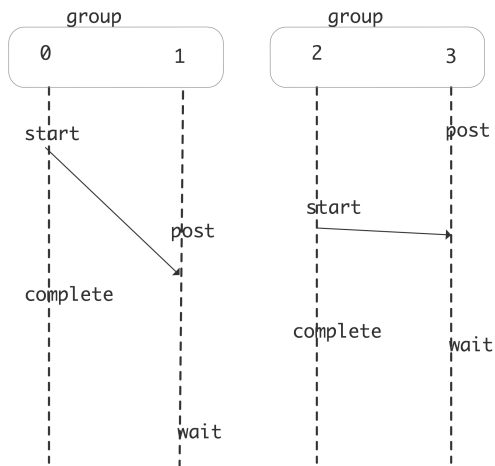 group
0
1
start
post
complete
wait
group
2
3
post
start
complete
wait